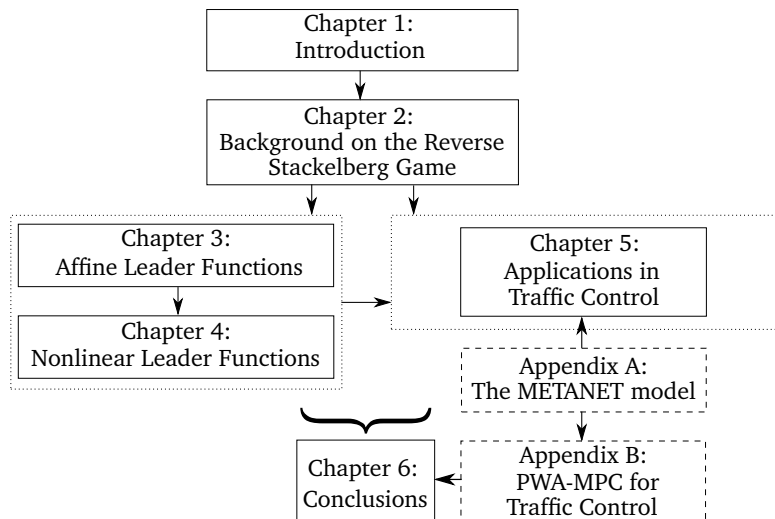 Chapter 1:
Introduction
Chapter 2:
Background on the Reverse
Stackelberg Game
Chapter 3:
Affine Leader Functions
Chapter 4:
Nonlinear Leader Functions
Chapter 5:
Applications in
Traffic Control
Appendix A:
The METANET model
Appendix B:
PWA-MPC for
Traffic Control
Chapter 6:
Conclusions